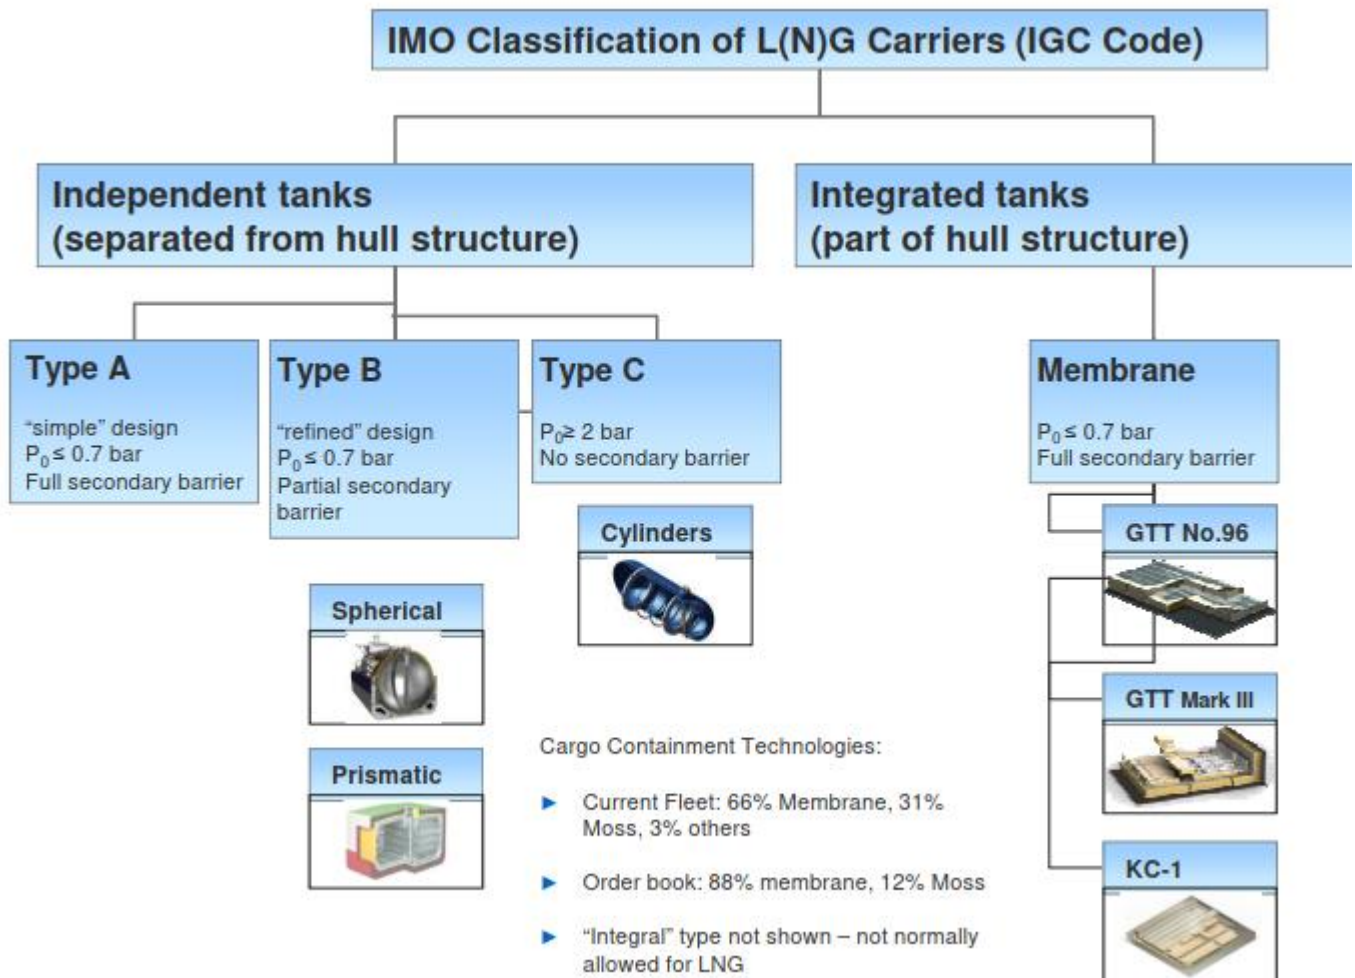 IMO Classification of L(N)G Carriers (IGC Code)
Independent tanks
(separated from hull structure)
Integrated tanks
(part of hull structure)
Type A
"simple" design
P0 ≤ 0.7 bar
Full secondary barrier
Type B
"refined" design
P0 ≤ 0.7 bar
Partial secondary
barrier
Type C
P0≥ 2 bar
No secondary barrier
Membrane
P0 ≤ 0.7 bar
Full secondary barrier
Cylinders
Spherical
Prismatic
GTT No.96
GTT Mark III
KC-1
Cargo Containment Technologies:
► Current Fleet: 66% Membrane, 31%
Moss, 3% others
► Order book: 88% membrane, 12% Moss
► “Integral” type not shown – not normally
allowed for LNG